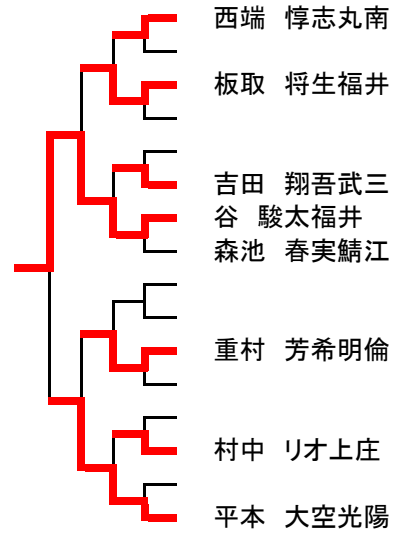 西端 惇志丸南
板取 将生福井
吉田 翔吾武三
谷 駿太福井
森池 春実鯖江
重村 芳希明倫
村中 リオ上庄
平本 大空光陽